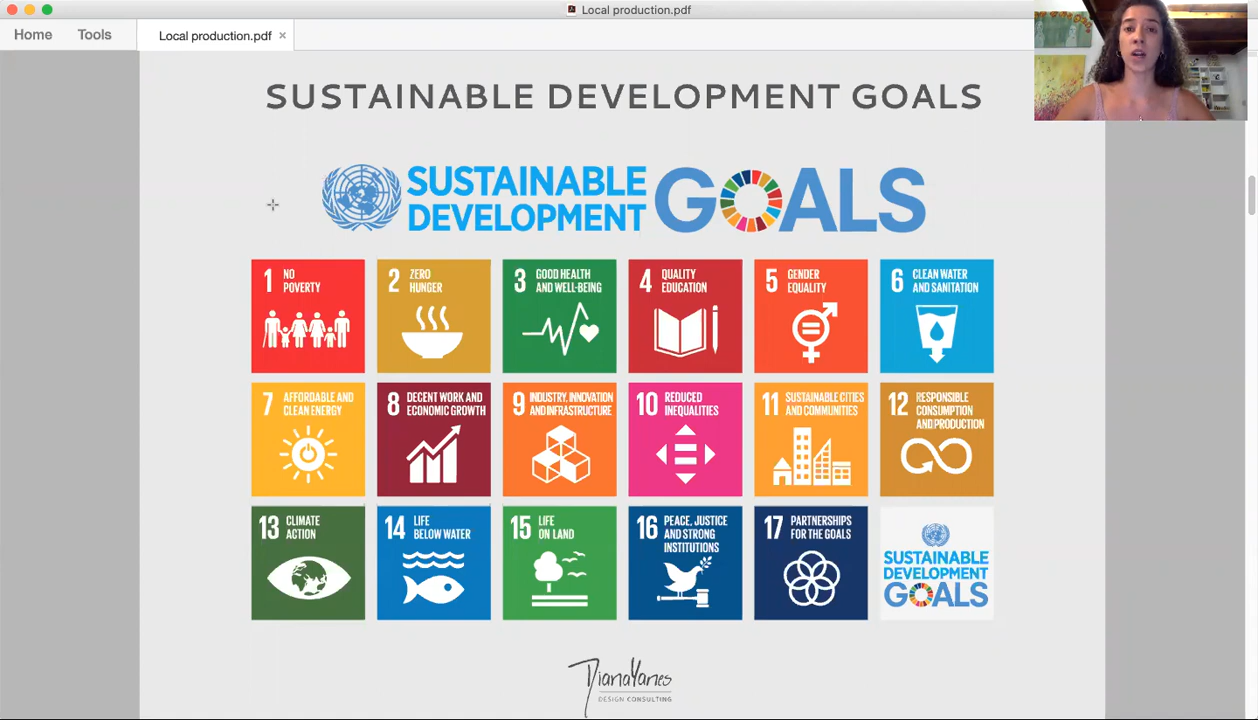 Local production.pdf
Home Tools Local production.pdf ×
SUSTAINABLE DEVELOPMENT GOALS
SUSTAINABLE
DEVELOPMENT
GOALS
1 NO
POVERTY
2 ZERO
HUNGER
3 GOOD HEALTH
AND WELL-BEING
4 QUALITY
EDUCATION
5 GENDER
EQUALITY
6 CLEAN WATER
AND SANITATION
7 AFFORDABLE AND
CLEAN ENERGY
8 DECENT WORK AND
ECONOMIC GROWTH
9 INDUSTRY, INNOVATION
AND INFRASTRUCTURE
10 REDUCED
INEQUALITIES
11 SUSTAINABLE CITIES
AND COMMUNITIES
12 RESPONSIBLE
CONSUMPTION
AND PRODUCTION
13 CLIMATE
ACTION
14 LIFE
BELOW WATER
15 LIFE
ON LAND
16 PEACE, JUSTICE
AND STRONG
INSTITUTIONS
17 PARTNERSHIPS
FOR THE GOALS
SUSTAINABLE
DEVELOPMENT
GOALS
DianaYanes
DESIGN CONSULTING